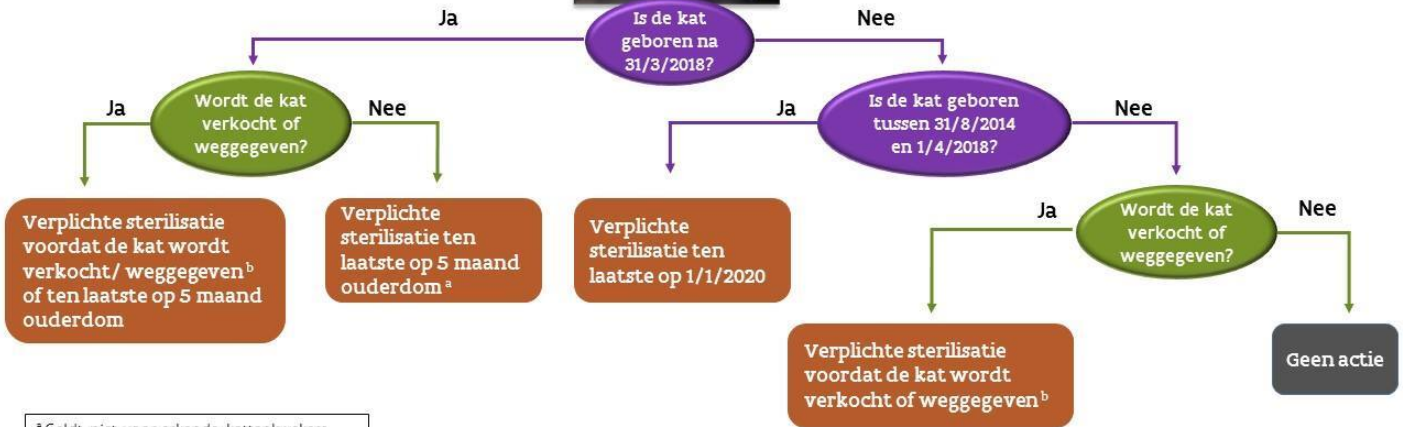 Ja
Is de kat
geboren na
31/3/2018?
Nee
Ja
Wordt de kat
verkocht of
weggegeven?
Nee
Ja
Is de kat geboren
tussen 31/8/2014
en 1/4/2018?
Nee
Verplichte sterilisatie
voordat de kat wordt
verkocht/ weggegeven ᵇ
of ten laatste op 5 maand
ouderdom
Verplichte
sterilisatie ten
laatste op 5 maand
ouderdom ᵃ
Verplichte
sterilisatie ten
laatste op 1/1/2020
Ja
Wordt de kat
verkocht of
weggegeven?
Nee
Verplichte sterilisatie
voordat de kat wordt
verkocht of weggegeven ᵇ
Geen actie